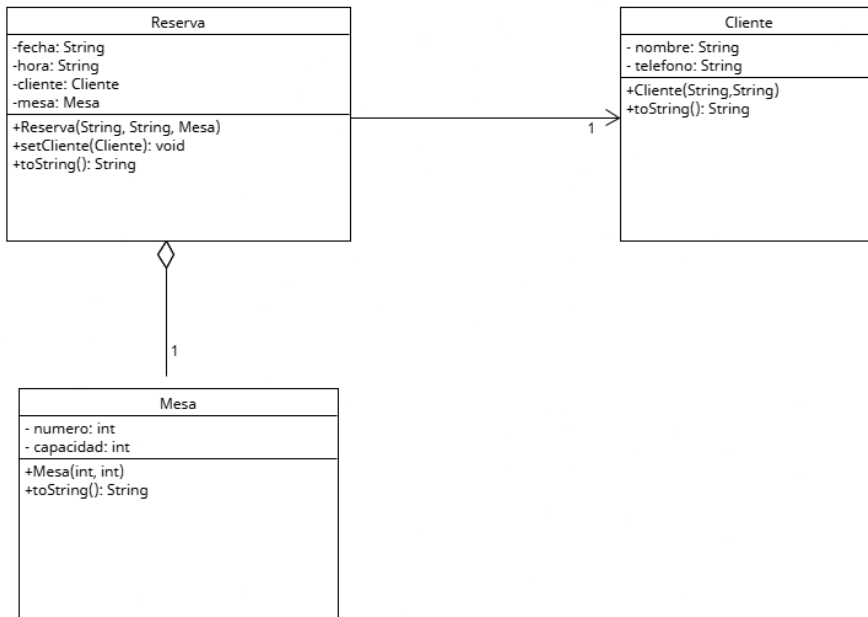 Reserva
-fecha: String
-hora: String
-cliente: Cliente
-mesa: Mesa
+Reserva(String, String, Mesa)
+setCliente(Cliente): void
+toString(): String
1
Cliente
- nombre: String
- telefono: String
+Cliente(String,String)
+toString(): String
1
Mesa
- numero: int
- capacidad: int
+Mesa(int, int)
+toString(): String